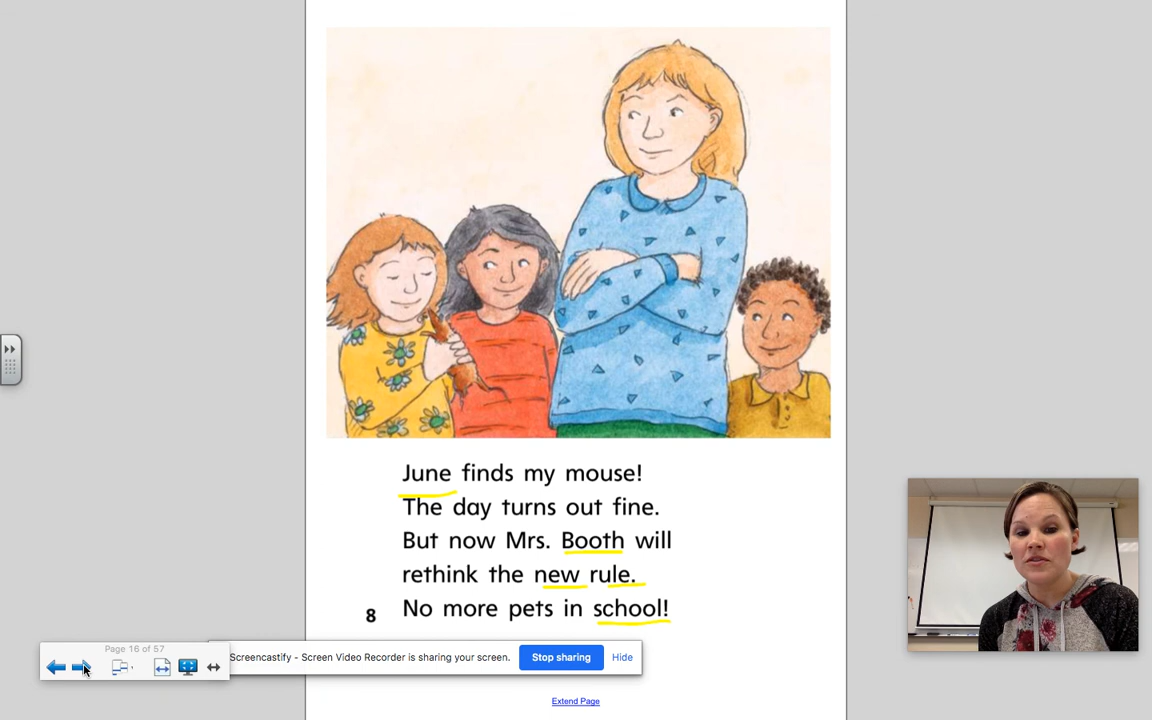 June finds my mouse!
The day turns out fine.
But now Mrs. Booth will
rethink the new rule.
8 No more pets in school!
Page 16 of 57
Screencastify - Screen Video Recorder is sharing your screen. Stop sharing Hide
Extend Page